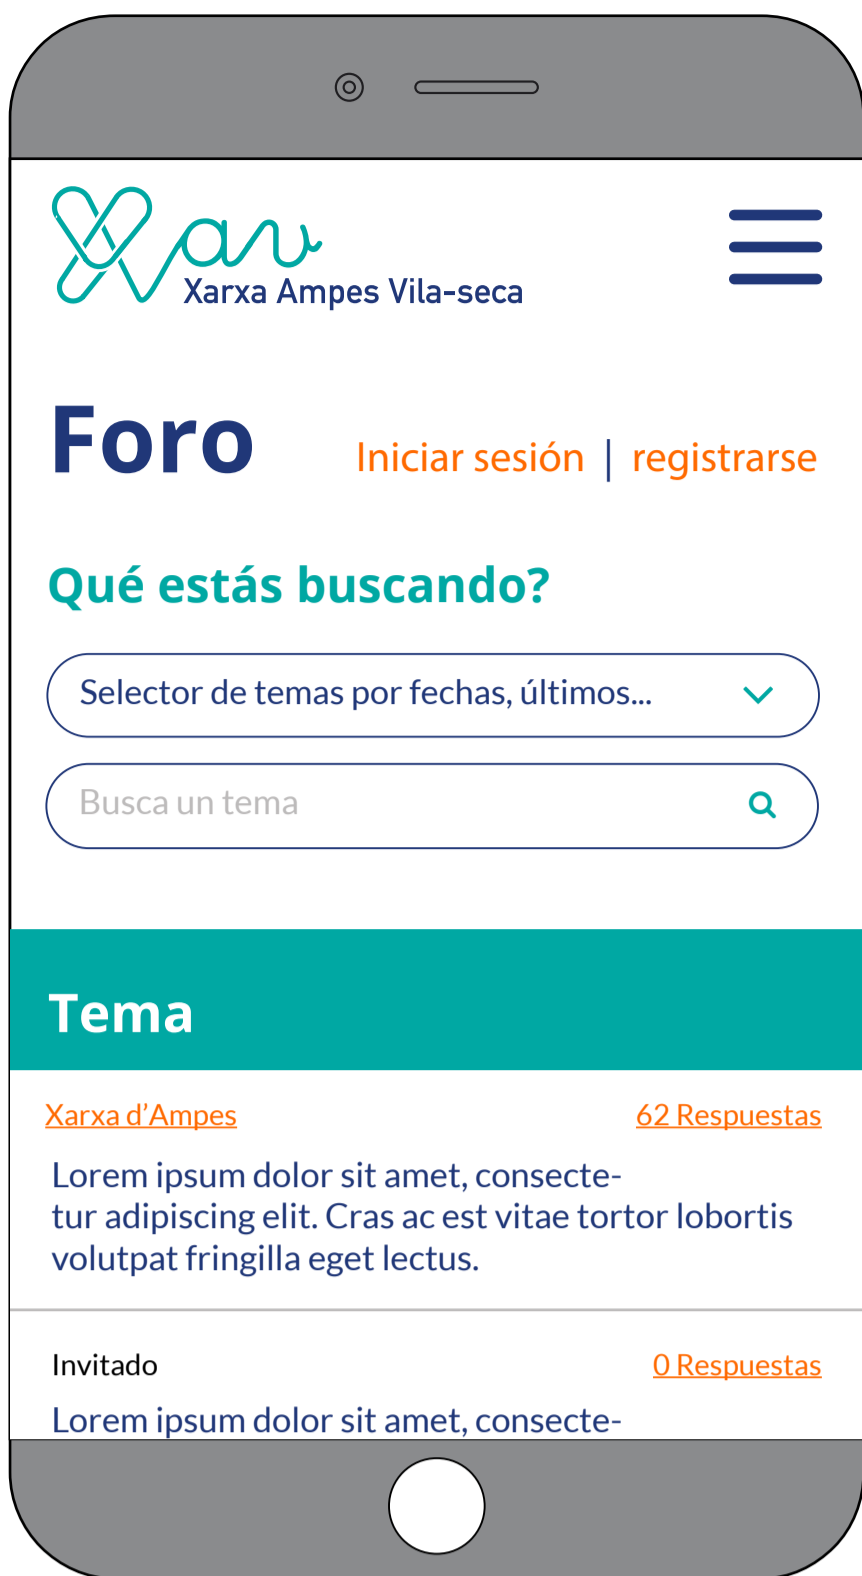 Xav
Xarxa Ampes Vila-seca
Foro
Iniciar sesión | registrarse
Qué estás buscando?
Selector de temas por fechas, últimos...
Busca un tema
Tema
Xarxa d’Ampes
62 Respuestas
Lorem ipsum dolor sit amet, consecte-
tur adipiscing elit. Cras ac est vitae tortor lobortis
volutpat fringilla eget lectus.
Invitado
0 Respuestas
Lorem ipsum dolor sit amet, consecte-